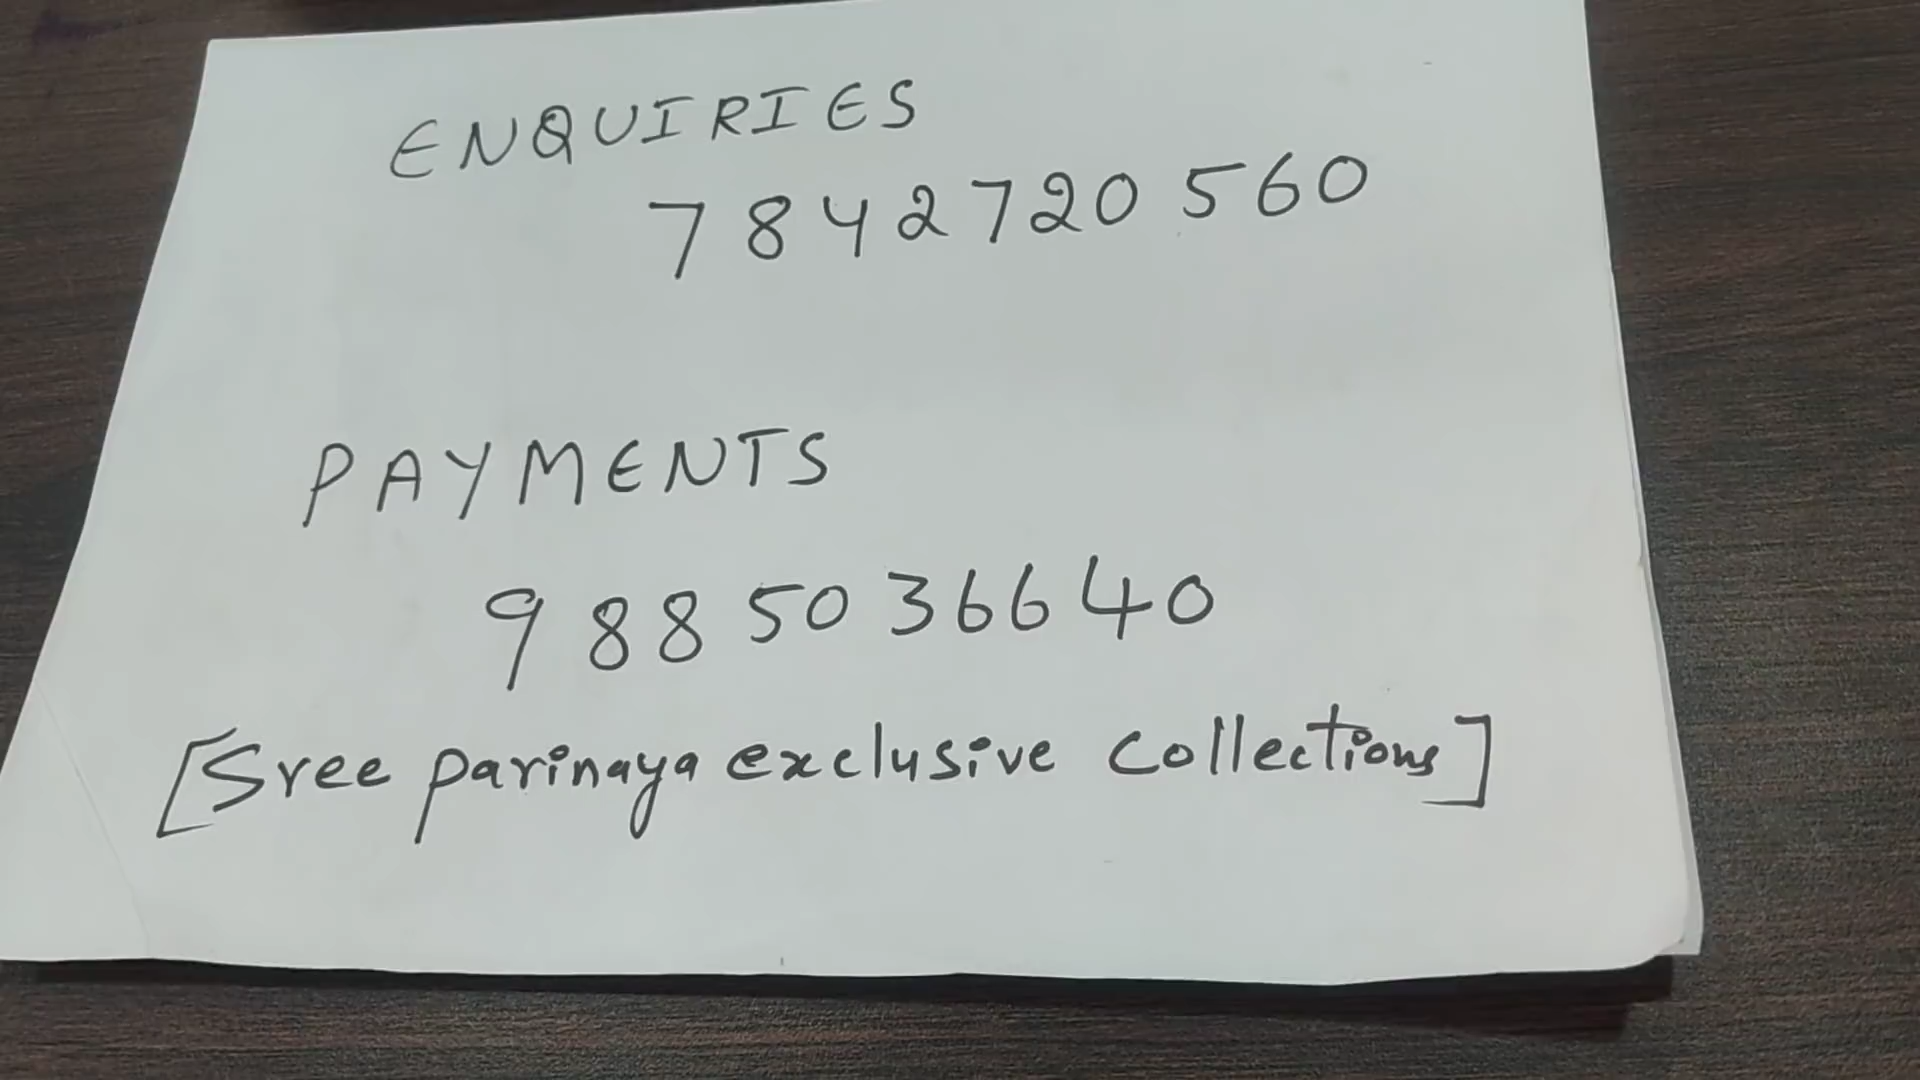 ENQUIRIES
7842720560
PAYMENTS
9885036640
[Sree parinaya exclusive collections]